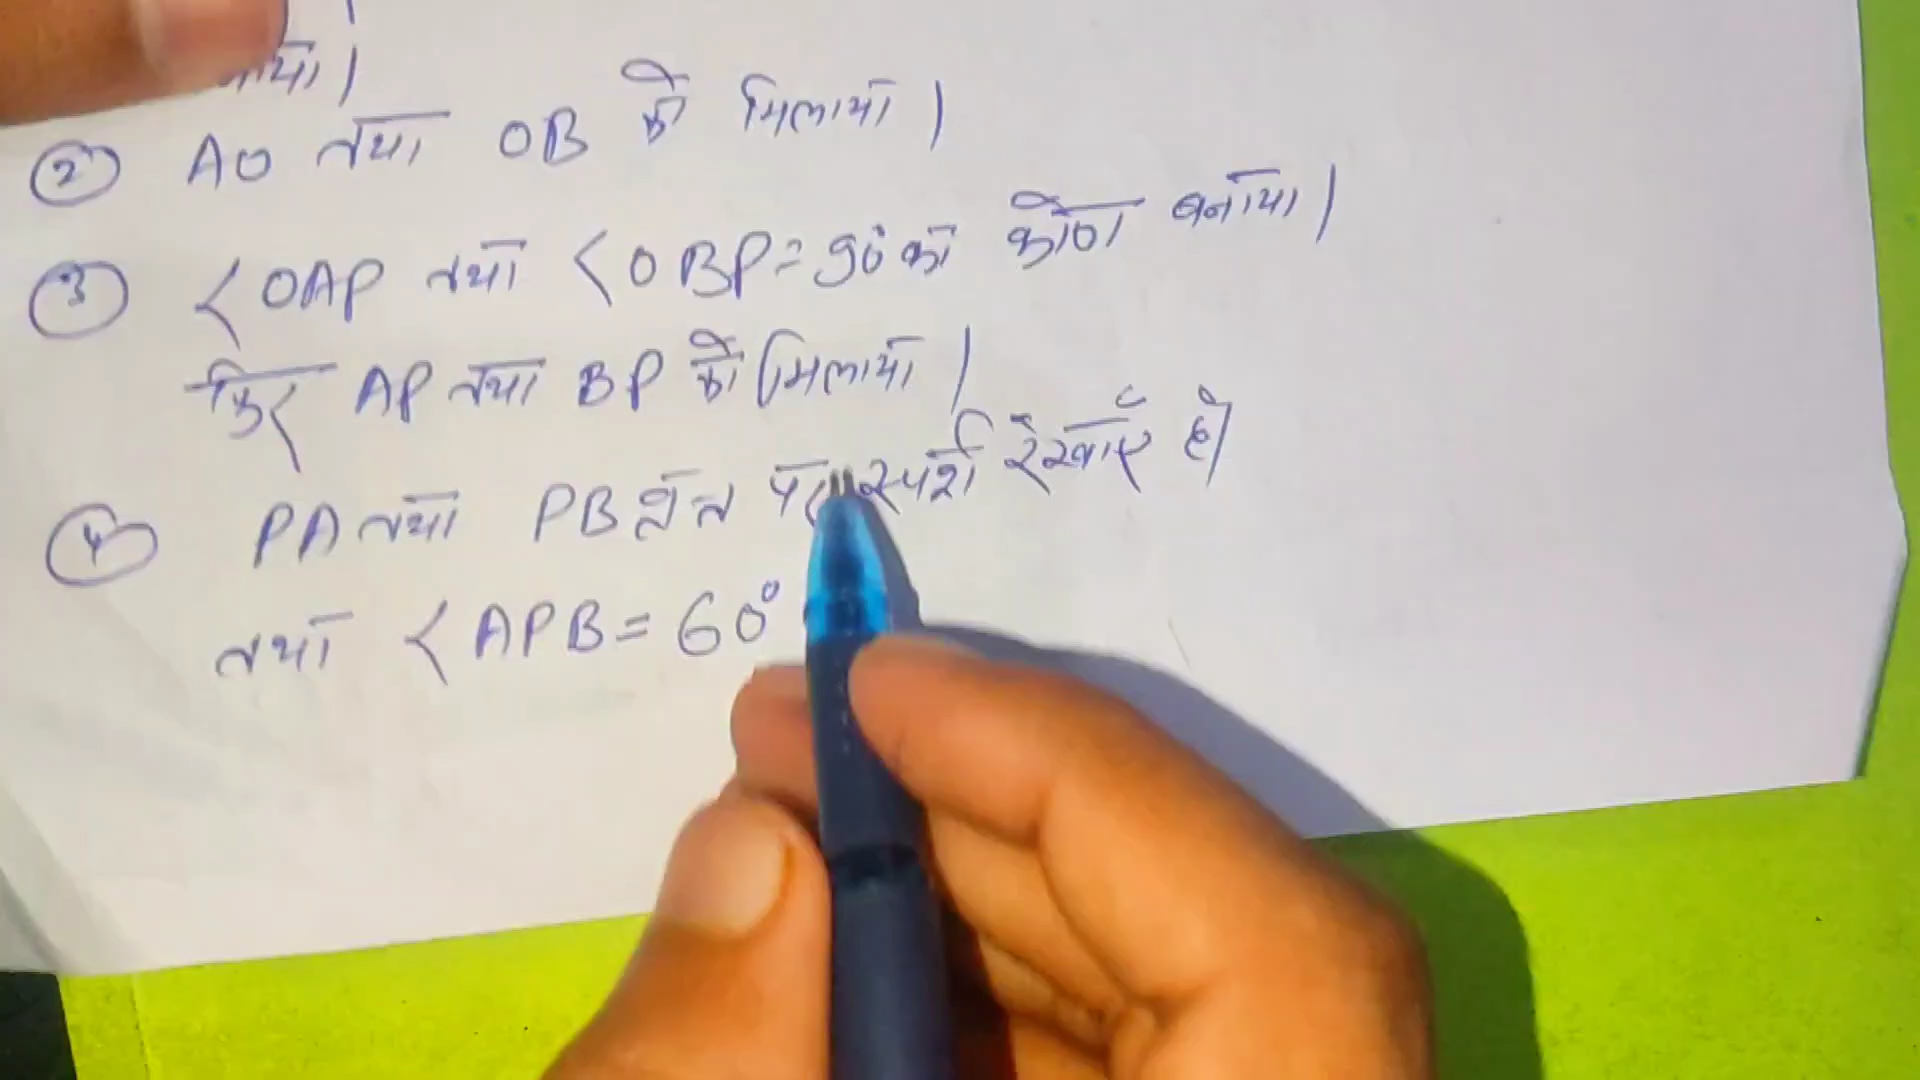 ② AO तथा OB को मिलाया।
③ <OAP तथा <OBP=90° का कोण बनाया।
फिर AP तथा BP को मिलाया।
④ PA तथा PB स्पर्श रेखाएँ है।
तथा <APB=60°